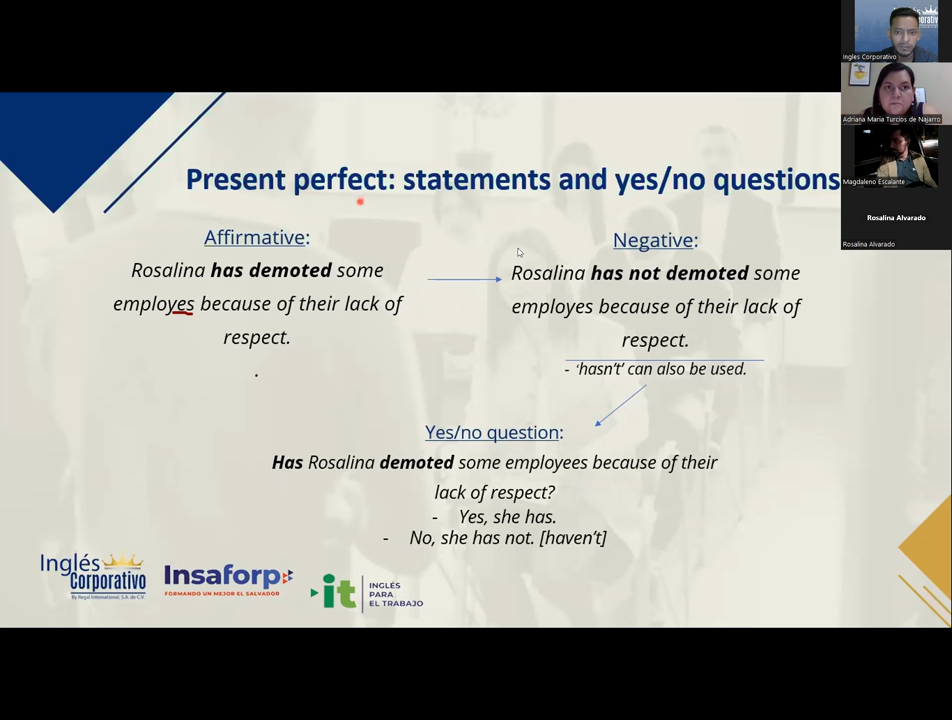 Inglés Corporativo
Adriana Maria Turcios de Najarro
Magdaleno Escalante
Rosalina Alvarado
Rosalina Alvarado
Present perfect: statements and yes/no questions
Affirmative:
Rosalina has demoted some
employes because of their lack of
respect.
.
Negative:
Rosalina has not demoted some
employes because of their lack of
respect.
- ‘hasn’t’ can also be used.
Yes/no question:
Has Rosalina demoted some employees because of their
lack of respect?
- Yes, she has.
- No, she has not. [haven’t]
Inglés
Corporativo
By Regal International, S.A. de C.V.
Insaforp
FORMANDO UN MEJOR EL SALVADOR
it
INGLÉS
PARA
EL TRABAJO